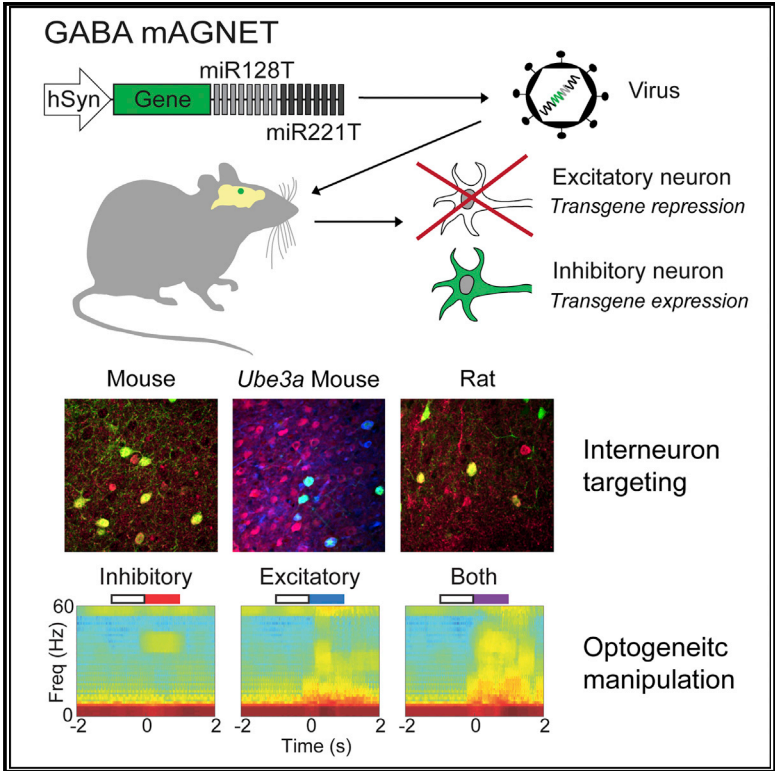 GABA mAGNET
miR128T
hSyn
Gene
miR221T
Virus
Excitatory neuron
Transgene repression
Inhibitory neuron
Transgene expression
Mouse
Ube3a Mouse
Rat
Interneuron
targeting
Inhibitory
Excitatory
Both
60
Freq (Hz)
0
-2 0 2
-2 0 2
-2 0 2
Time (s)
Optogeneitc
manipulation